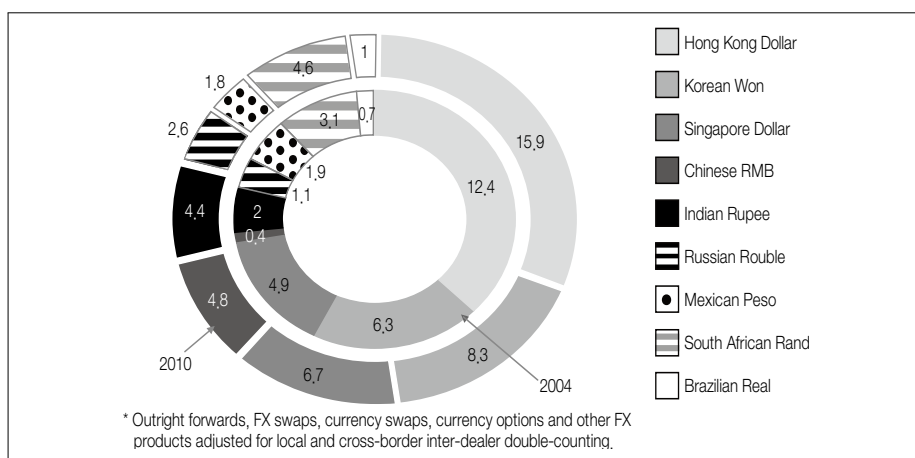 1
4.6
1.8
2.6
4.4
4.8
6.7
8.3
15.9
0.7
3.1
1.9
1.1
2
0.4
4.9
6.3
12.4
2010
2004
Hong Kong Dollar
Korean Won
Singapore Dollar
Chinese RMB
Indian Rupee
Russian Rouble
Mexican Peso
South African Rand
Brazilian Real
* Outright forwards, FX swaps, currency swaps, currency options and other FX
products adjusted for local and cross-border inter-dealer double-counting.